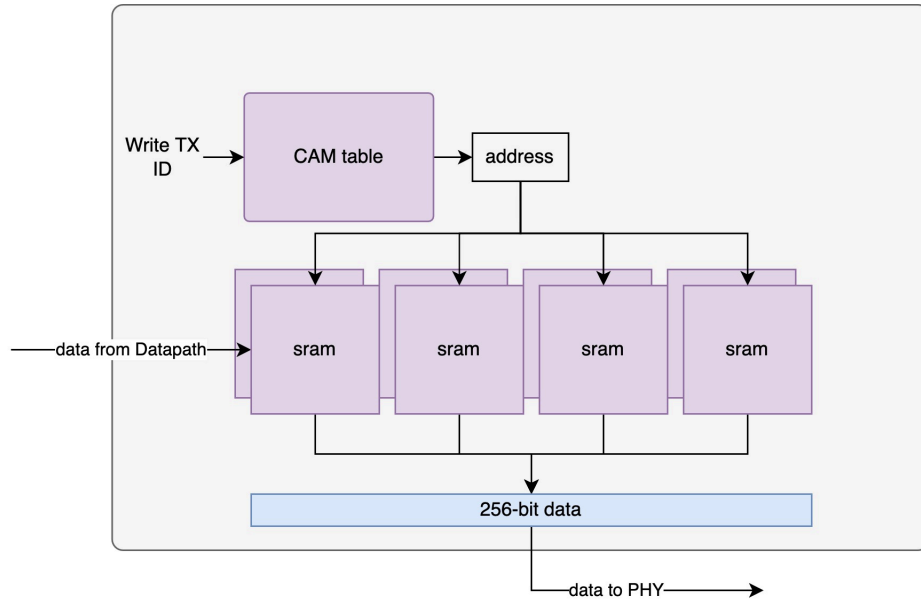 Write TX
ID
CAM table
address
data from Datapath
sram
sram
sram
sram
256-bit data
data to PHY